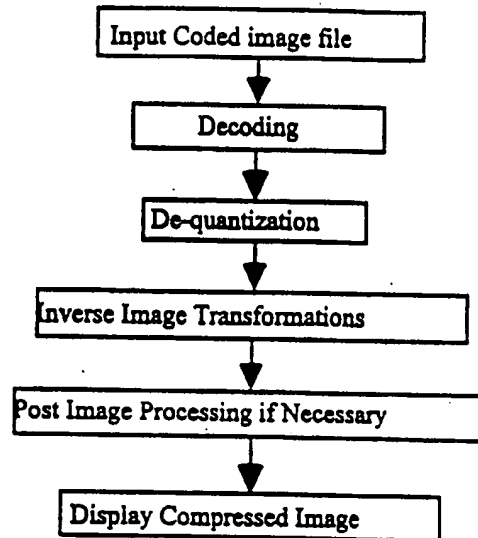 Input Coded image file
Decoding
De-quantization
Inverse Image Transformations
Post Image Processing if Necessary
Display Compressed Image